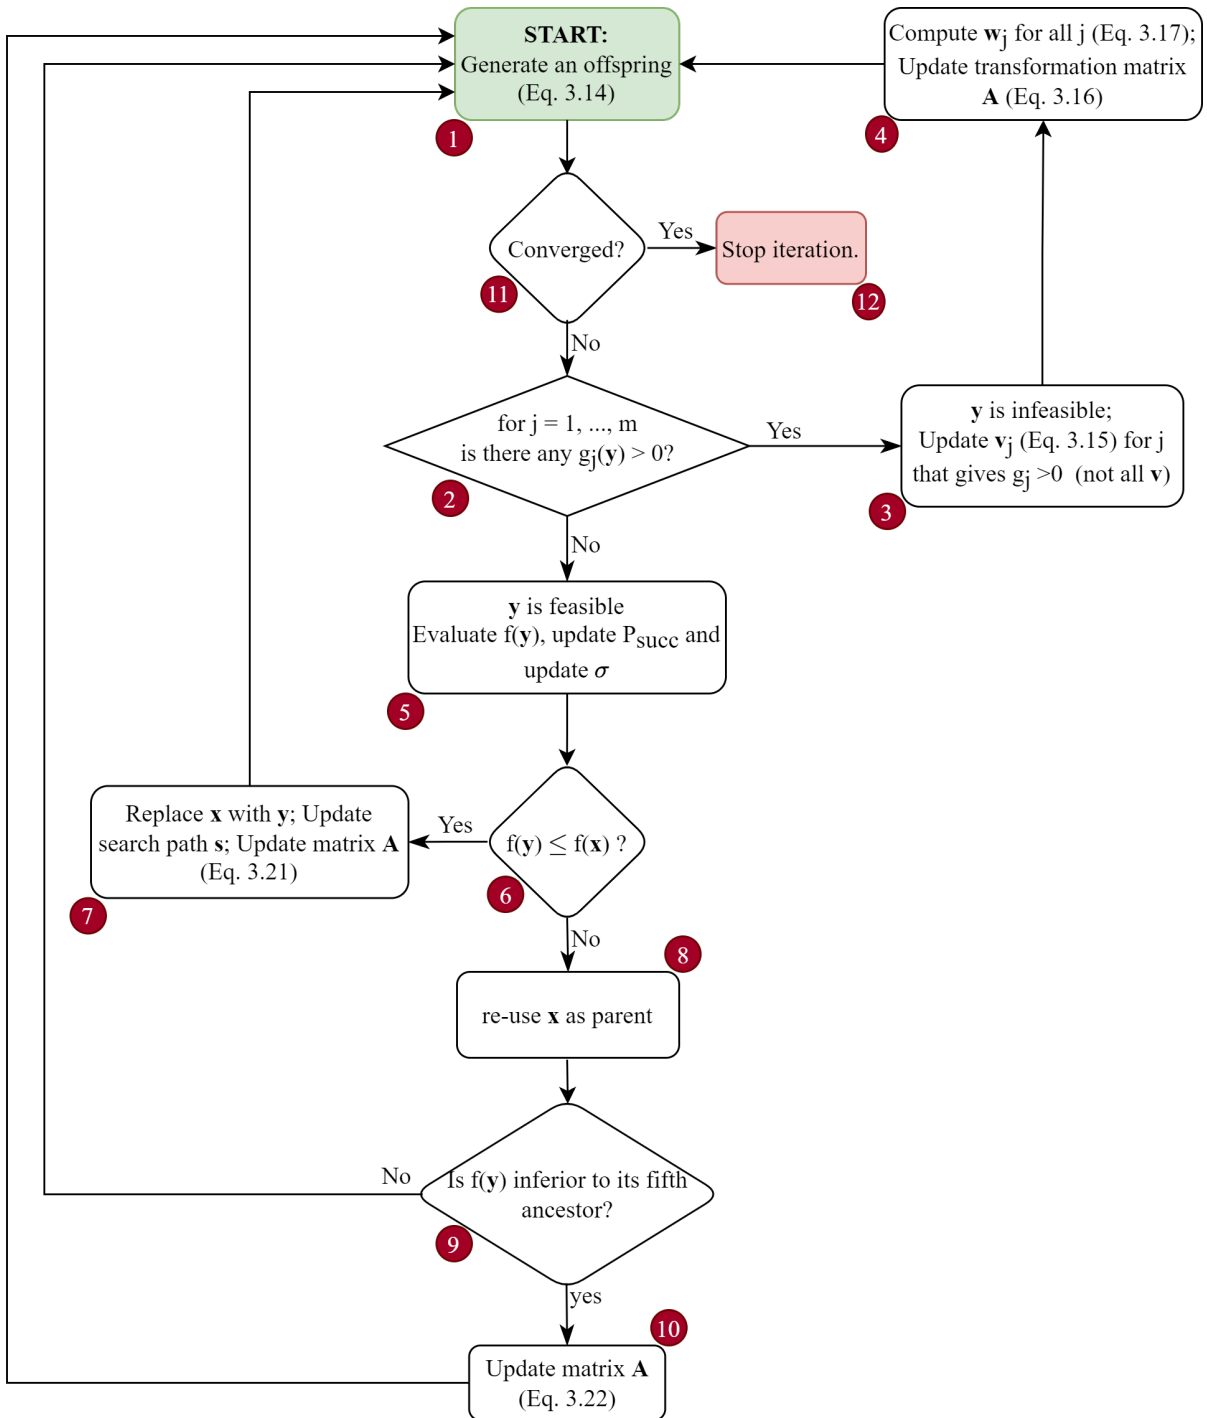 START:
Generate an offspring
(Eq. 3.14)
1
Compute wj for all j (Eq. 3.17);
Update transformation matrix
A (Eq. 3.16)
4
Converged?
11
Yes
Stop iteration.
12
No
for j = 1, ..., m
is there any gj(y) > 0?
2
Yes
y is infeasible;
Update vj (Eq. 3.15) for j
that gives gj >0 (not all v)
3
No
y is feasible
Evaluate f(y), update Psucc and
update σ
5
f(y) ≤ f(x) ?
6
Yes
Replace x with y; Update
search path s; Update matrix A
(Eq. 3.21)
7
No
8
re-use x as parent
Is f(y) inferior to its fifth
ancestor?
9
No
yes
10
Update matrix A
(Eq. 3.22)